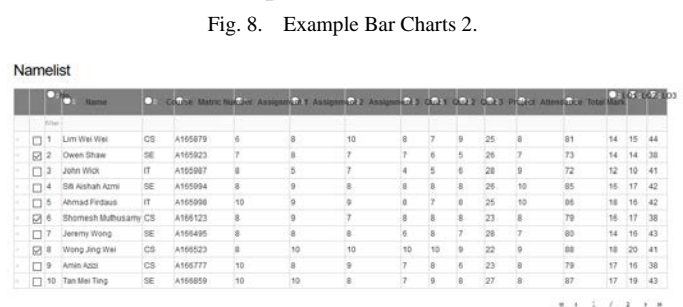 Fig. 8. Example Bar Charts 2.
Namelist
No Name Course Matric Number Assignment 1 Assignment 2 Assignment 3 Quiz 1 Quiz 2 Quiz 3 Project Attendance Total Mark LO1 LO2 LO3
filter
1 Lim Wei Wei CS A165879 6 8 10 8 7 9 25 8 81 14 15 44
2 Owen Shaw SE A165923 7 8 7 7 6 5 26 7 73 14 14 38
3 John Wick IT A165987 8 5 7 4 5 6 28 9 72 12 10 41
4 Siti Aishah Azmi SE A165994 8 9 8 8 8 8 26 10 85 16 17 42
5 Ahmad Firdaus IT A165998 10 9 9 8 7 8 25 10 86 18 16 42
6 Shomesh Muthusamy CS A166123 8 9 7 8 8 8 23 8 79 16 17 38
7 Jeremy Wong SE A166495 8 8 8 6 8 7 28 7 80 14 16 43
8 Wong Jing Wei CS A166523 8 10 10 10 10 9 22 9 88 18 20 41
9 Amin Azizi CS A166777 10 8 9 7 8 6 23 8 79 17 16 38
10 Tan Mei Ting SE A166859 10 10 8 7 9 8 27 8 87 17 19 43
« ‹ 1 / 2 › »